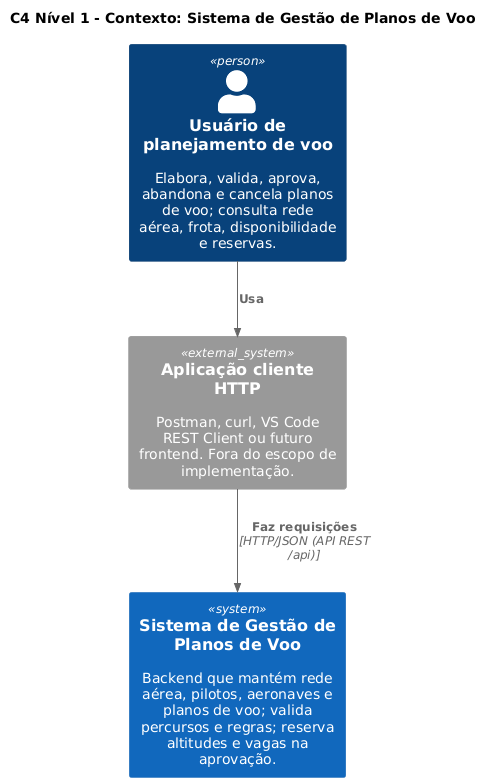 C4 Nível 1 - Contexto: Sistema de Gestão de Planos de Voo
«person»
Usuário de
planejamento de voo
Elabora, valida, aprova,
abandona e cancela planos
de voo; consulta rede
aérea, frota, disponibilidade
e reservas.
Usa
«external_system»
Aplicação cliente
HTTP
Postman, curl, VS Code
REST Client ou futuro
frontend. Fora do escopo de
implementação.
Faz requisições
[HTTP/JSON (API REST
/api)]
«system»
Sistema de Gestão de
Planos de Voo
Backend que mantém rede
aérea, pilotos, aeronaves e
planos de voo; valida
percursos e regras; reserva
altitudes e vagas na
aprovação.